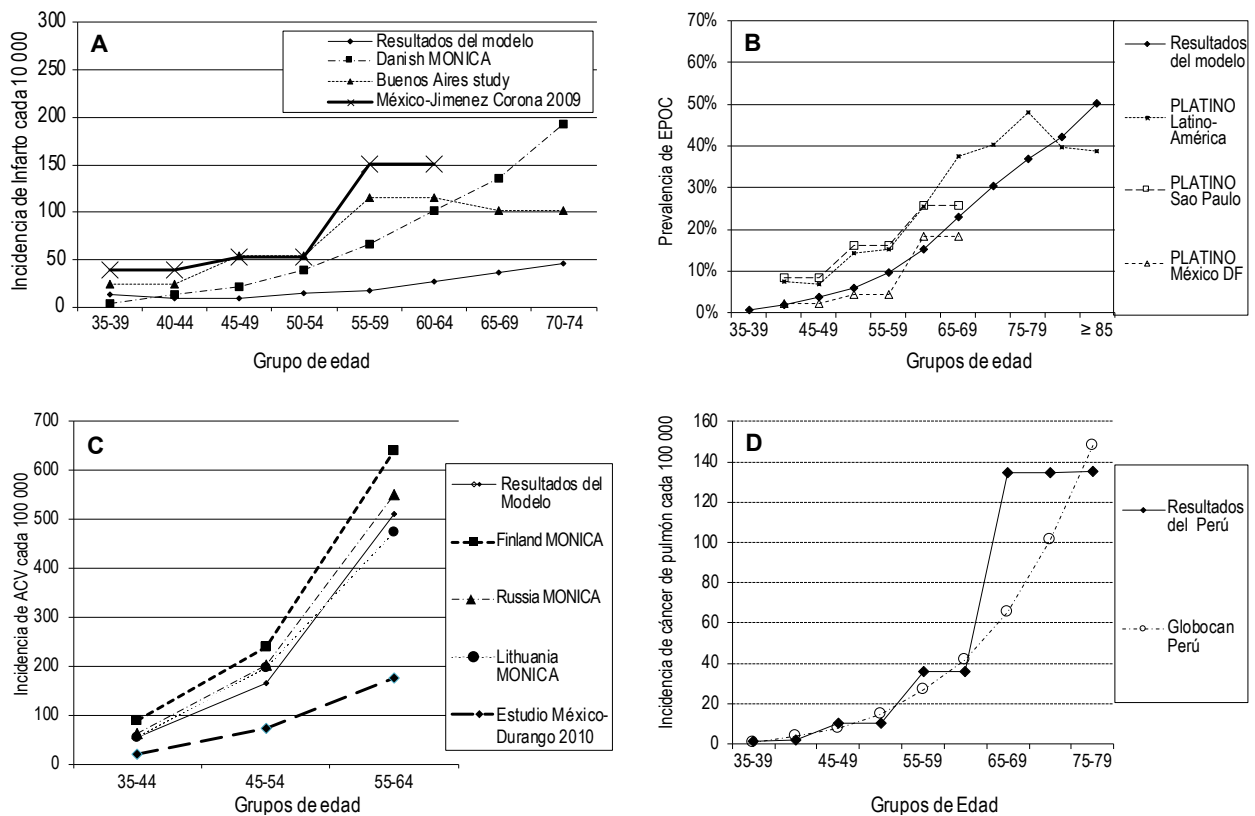 A
Incidencia de Infarto cada 10 000
300
250
200
150
100
50
0
35-39 40-44 45-49 50-54 55-59 60-64 65-69 70-74
Grupo de edad
Resultados del modelo
Danish MONICA
Buenos Aires study
México-Jimenez Corona 2009
B
Prevalencia de EPOC
70%
60%
50%
40%
30%
20%
10%
0%
35-39 45-49 55-59 65-69 75-79 ≥ 85
Grupos de edad
Resultados
del modelo
PLATINO
Latino-
América
PLATINO
Sao Paulo
PLATINO
México DF
C
Incidencia de ACV cada 100 000
700
600
500
400
300
200
100
0
35-44 45-54 55-64
Grupos de edad
Resultados del
Modelo
Finland MONICA
Russia MONICA
Lithuania
MONICA
Estudio México-
Durango 2010
D
Incidencia de cáncer de pulmón cada 100 000
160
140
120
100
80
60
40
20
0
35-39 45-49 55-59 65-69 75-79
Grupos de Edad
Resultados
del Perú
Globocan
Perú